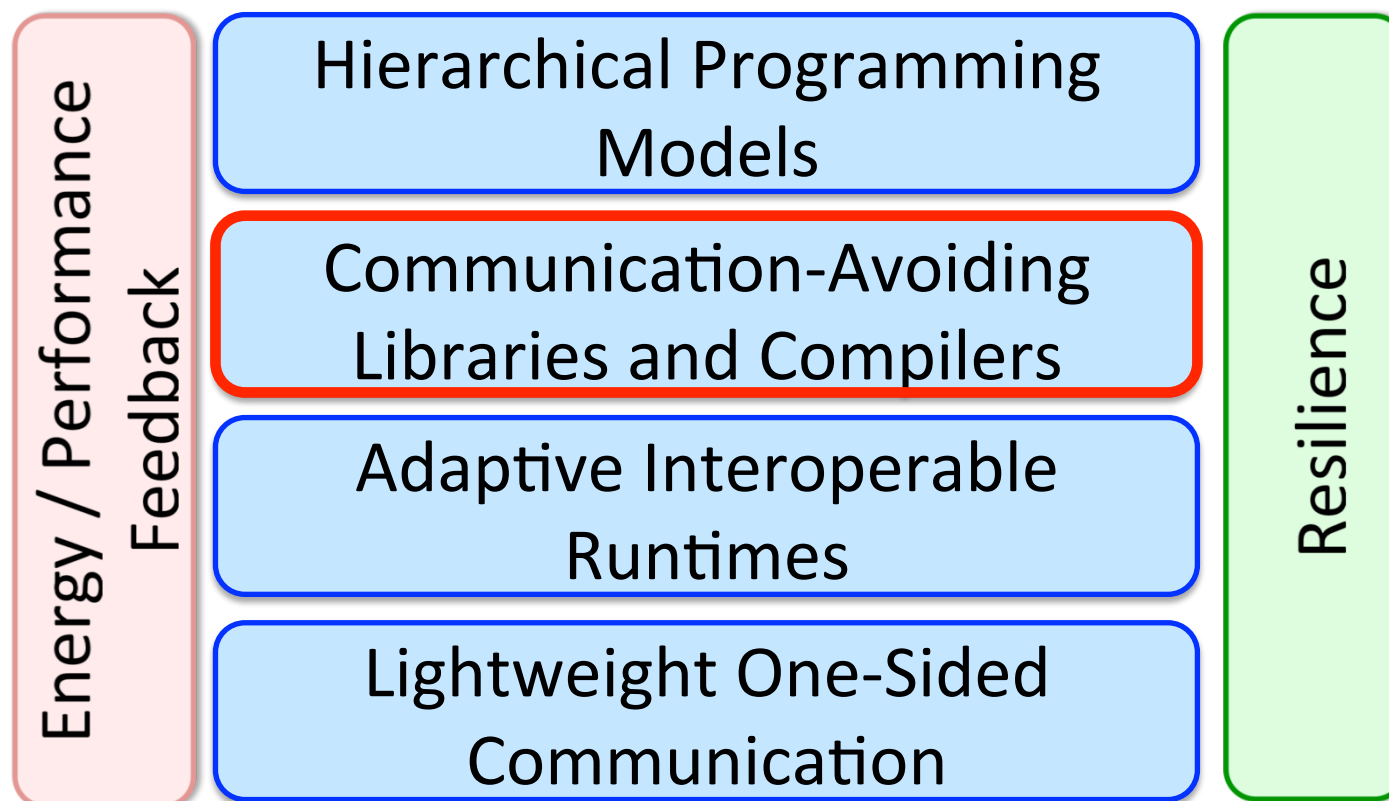 Energy / Performance
Feedback
Hierarchical Programming
Models
Communication-Avoiding
Libraries and Compilers
Adaptive Interoperable
Runtimes
Lightweight One-Sided
Communication
Resilience